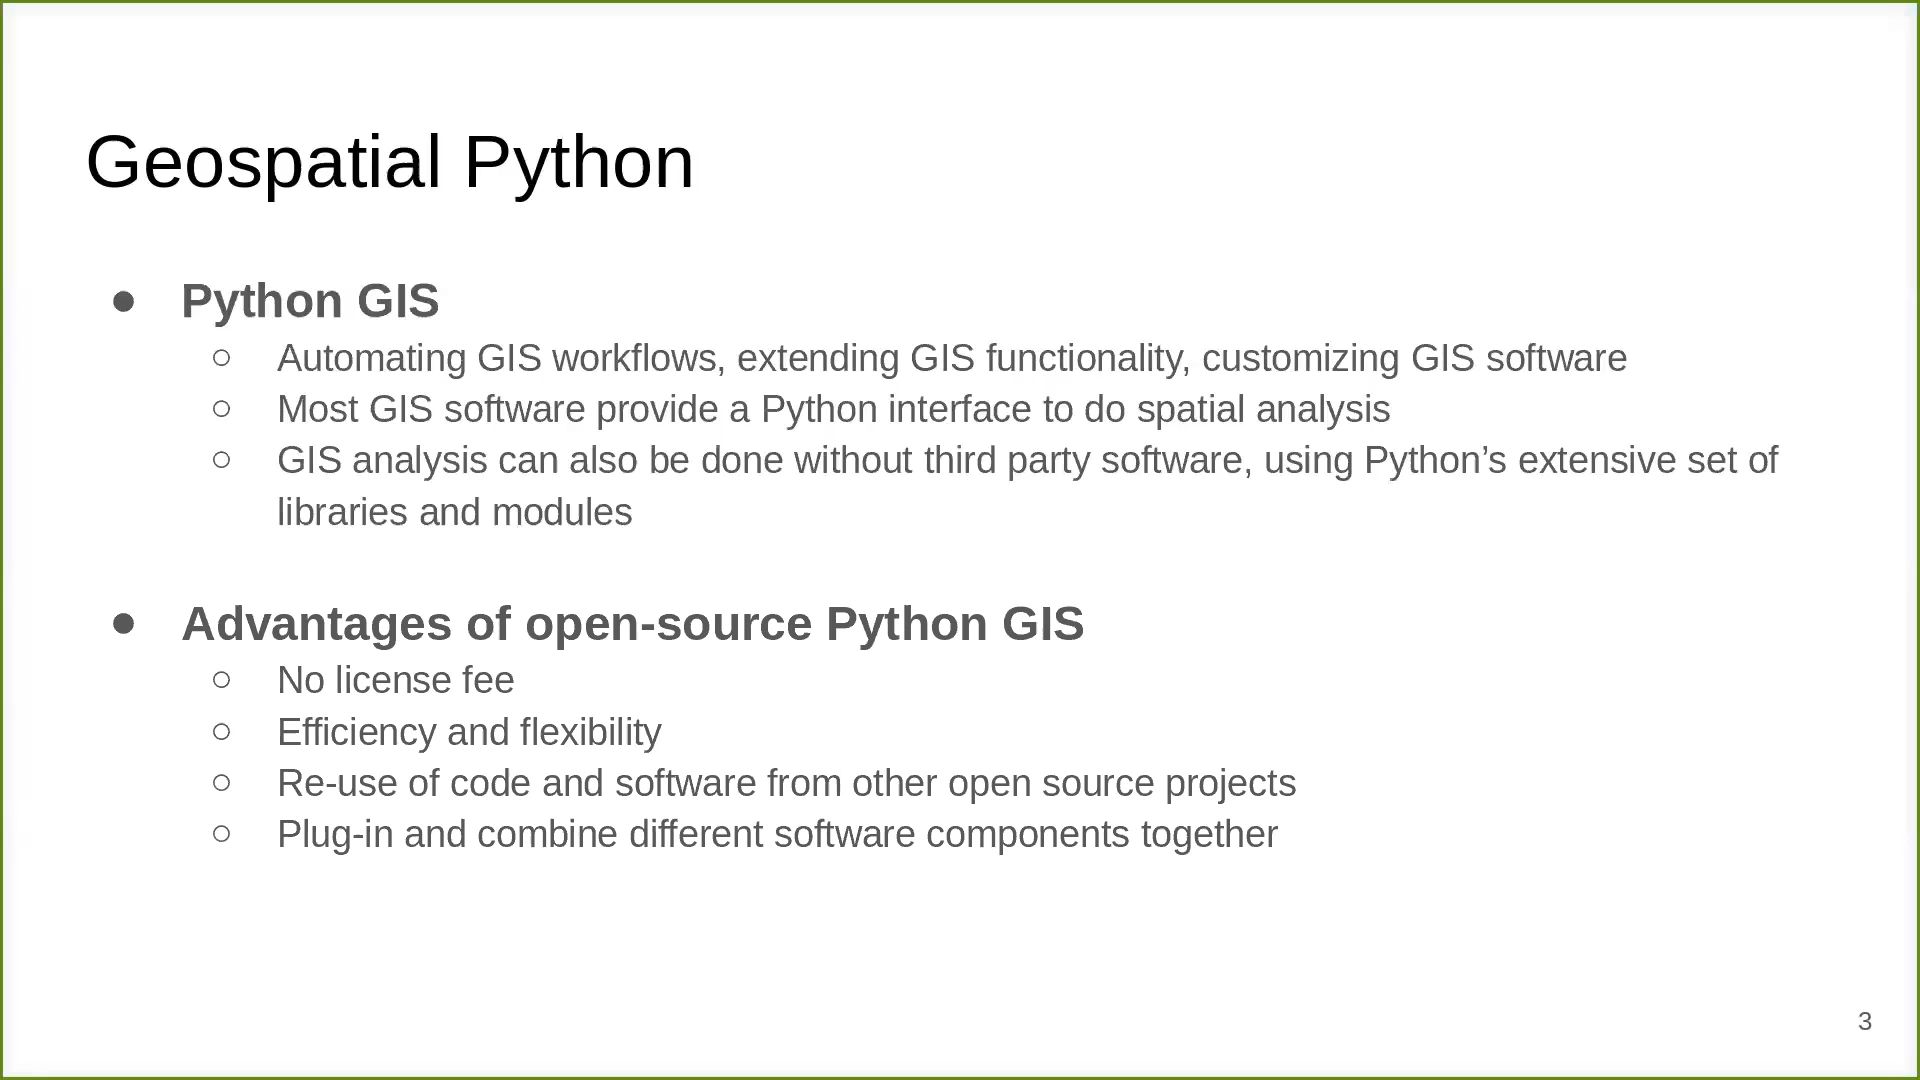 Geospatial Python
● Python GIS
○ Automating GIS workflows, extending GIS functionality, customizing GIS software
○ Most GIS software provide a Python interface to do spatial analysis
○ GIS analysis can also be done without third party software, using Python’s extensive set of
libraries and modules
● Advantages of open-source Python GIS
○ No license fee
○ Efficiency and flexibility
○ Re-use of code and software from other open source projects
○ Plug-in and combine different software components together
3